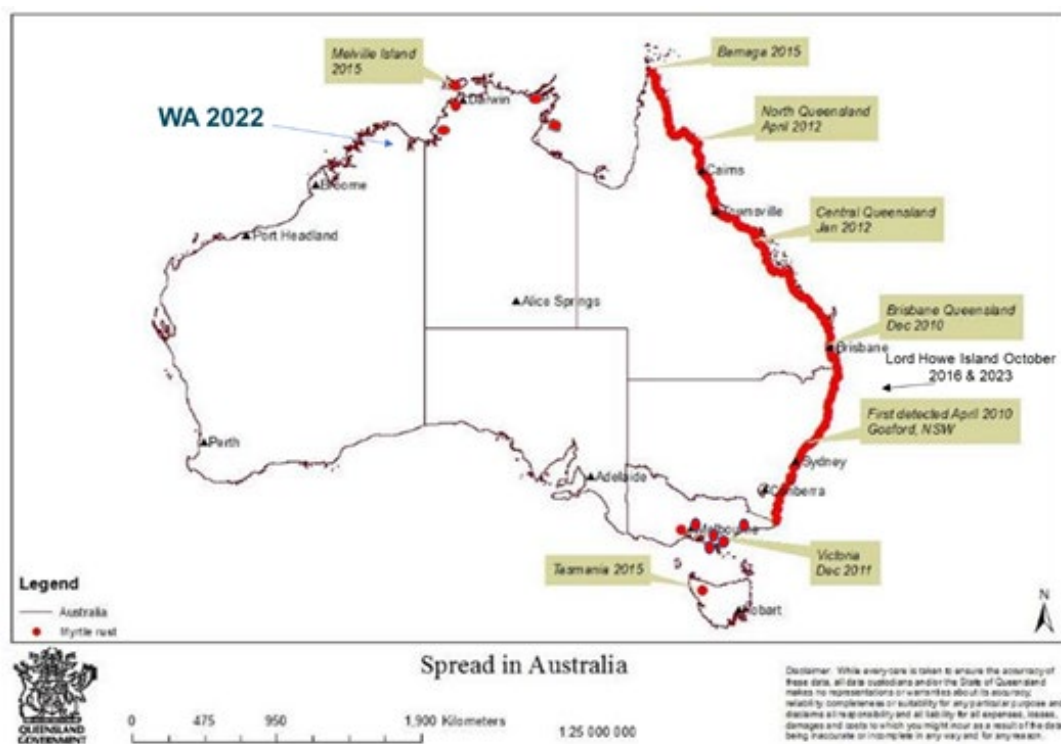 Melville Island
2015
Bamaga 2015
Darwin
WA 2022
North Queensland
April 2012
Broome
Cairns
Townsville
Central Queensland
Jan 2012
Port Headland
Alice Springs
Brisbane Queensland
Dec 2010
Brisbane
Lord Howe Island October
2016 & 2023
First detected April 2010
Gosford, NSW
Perth
Sydney
Adelaide
Canberra
Melbourne
Victoria
Dec 2011
Tasmania 2015
Hobart
Legend
Australia
Myrtle rust
N
Spread in Australia
QUEENSLAND
GOVERNMENT
0 475 950 1,900 Kilometers
1:25 000 000
Disclaimer: While every care is taken to ensure the accuracy of
these data, all data custodians and/or the State of Queensland
makes no representations or warranties about its accuracy,
reliability, completeness or suitability for any particular purpose and
disclaims all responsibility and all liability for all expenses, losses,
damages and costs to which you might incur as a result of the data
being inaccurate or incomplete in any way and for any reason.